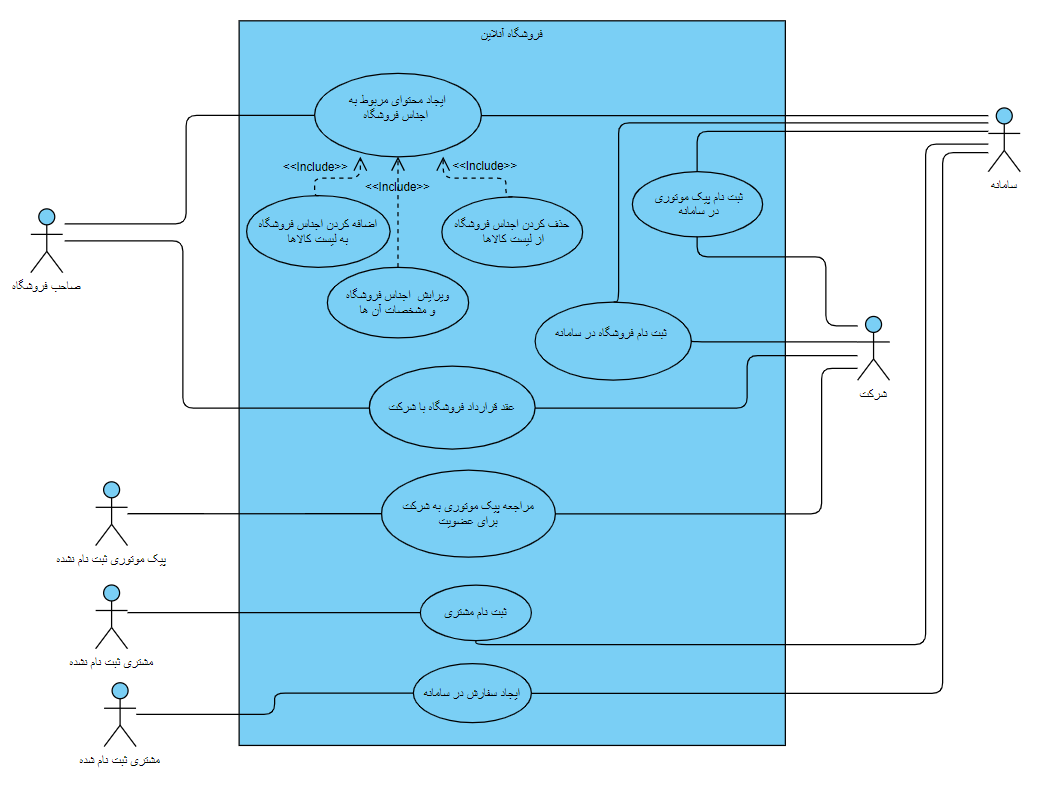 فروشگاه آنلاین
ایجاد محتوای مربوط به
اجناس فروشگاه
<<Include>>
<<Include>>
<<Include>>
سامانه
ثبت نام پیک موتوری
در سامانه
اضافه کردن اجناس فروشگاه
به لیست کالاها
حذف کردن اجناس فروشگاه
از لیست کالاها
صاحب فروشگاه
ویرایش اجناس فروشگاه
و مشخصات آن ها
ثبت نام فروشگاه در سامانه
شرکت
عقد قرارداد فروشگاه با شرکت
مراجعه پیک موتوری به شرکت
برای عضویت
پیک موتوری ثبت نام نشده
ثبت نام مشتری
مشتری ثبت نام نشده
ایجاد سفارش در سامانه
مشتری ثبت نام شده